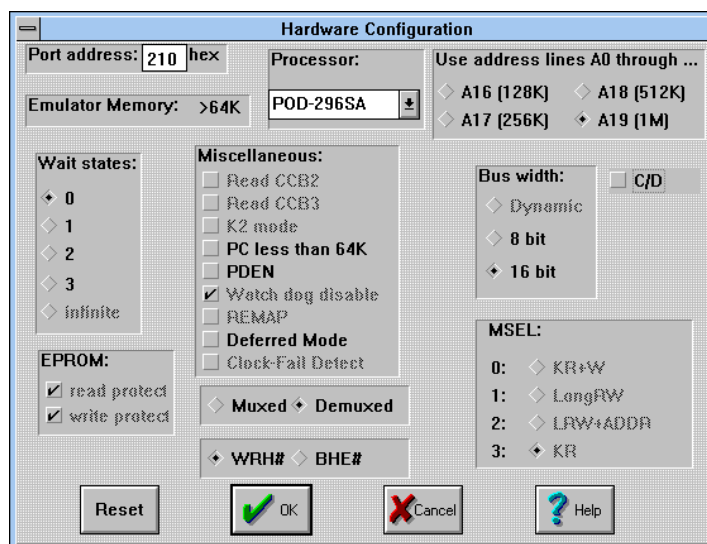 Hardware Configuration
Port address: 210 hex
Emulator Memory: >64K
Processor:
POD-296SA
Use address lines A0 through ...
A16 (128K) A18 (512K)
A17 (256K) A19 (1M)
Wait states:
0
1
2
3
infinite
EPROM:
read protect
write protect
Miscellaneous:
Read CCB2
Read CCB3
K2 mode
PC less than 64K
PDEN
Watch dog disable
REMAP
Deferred Mode
Clock-Fail Detect
Muxed Demuxed
WRH# BHE#
Bus width:
Dynamic
8 bit
16 bit
C/D
MSEL:
0: KR+W
1: LongRW
2: LRW+ADDR
3: KR
Reset
OK
Cancel
Help